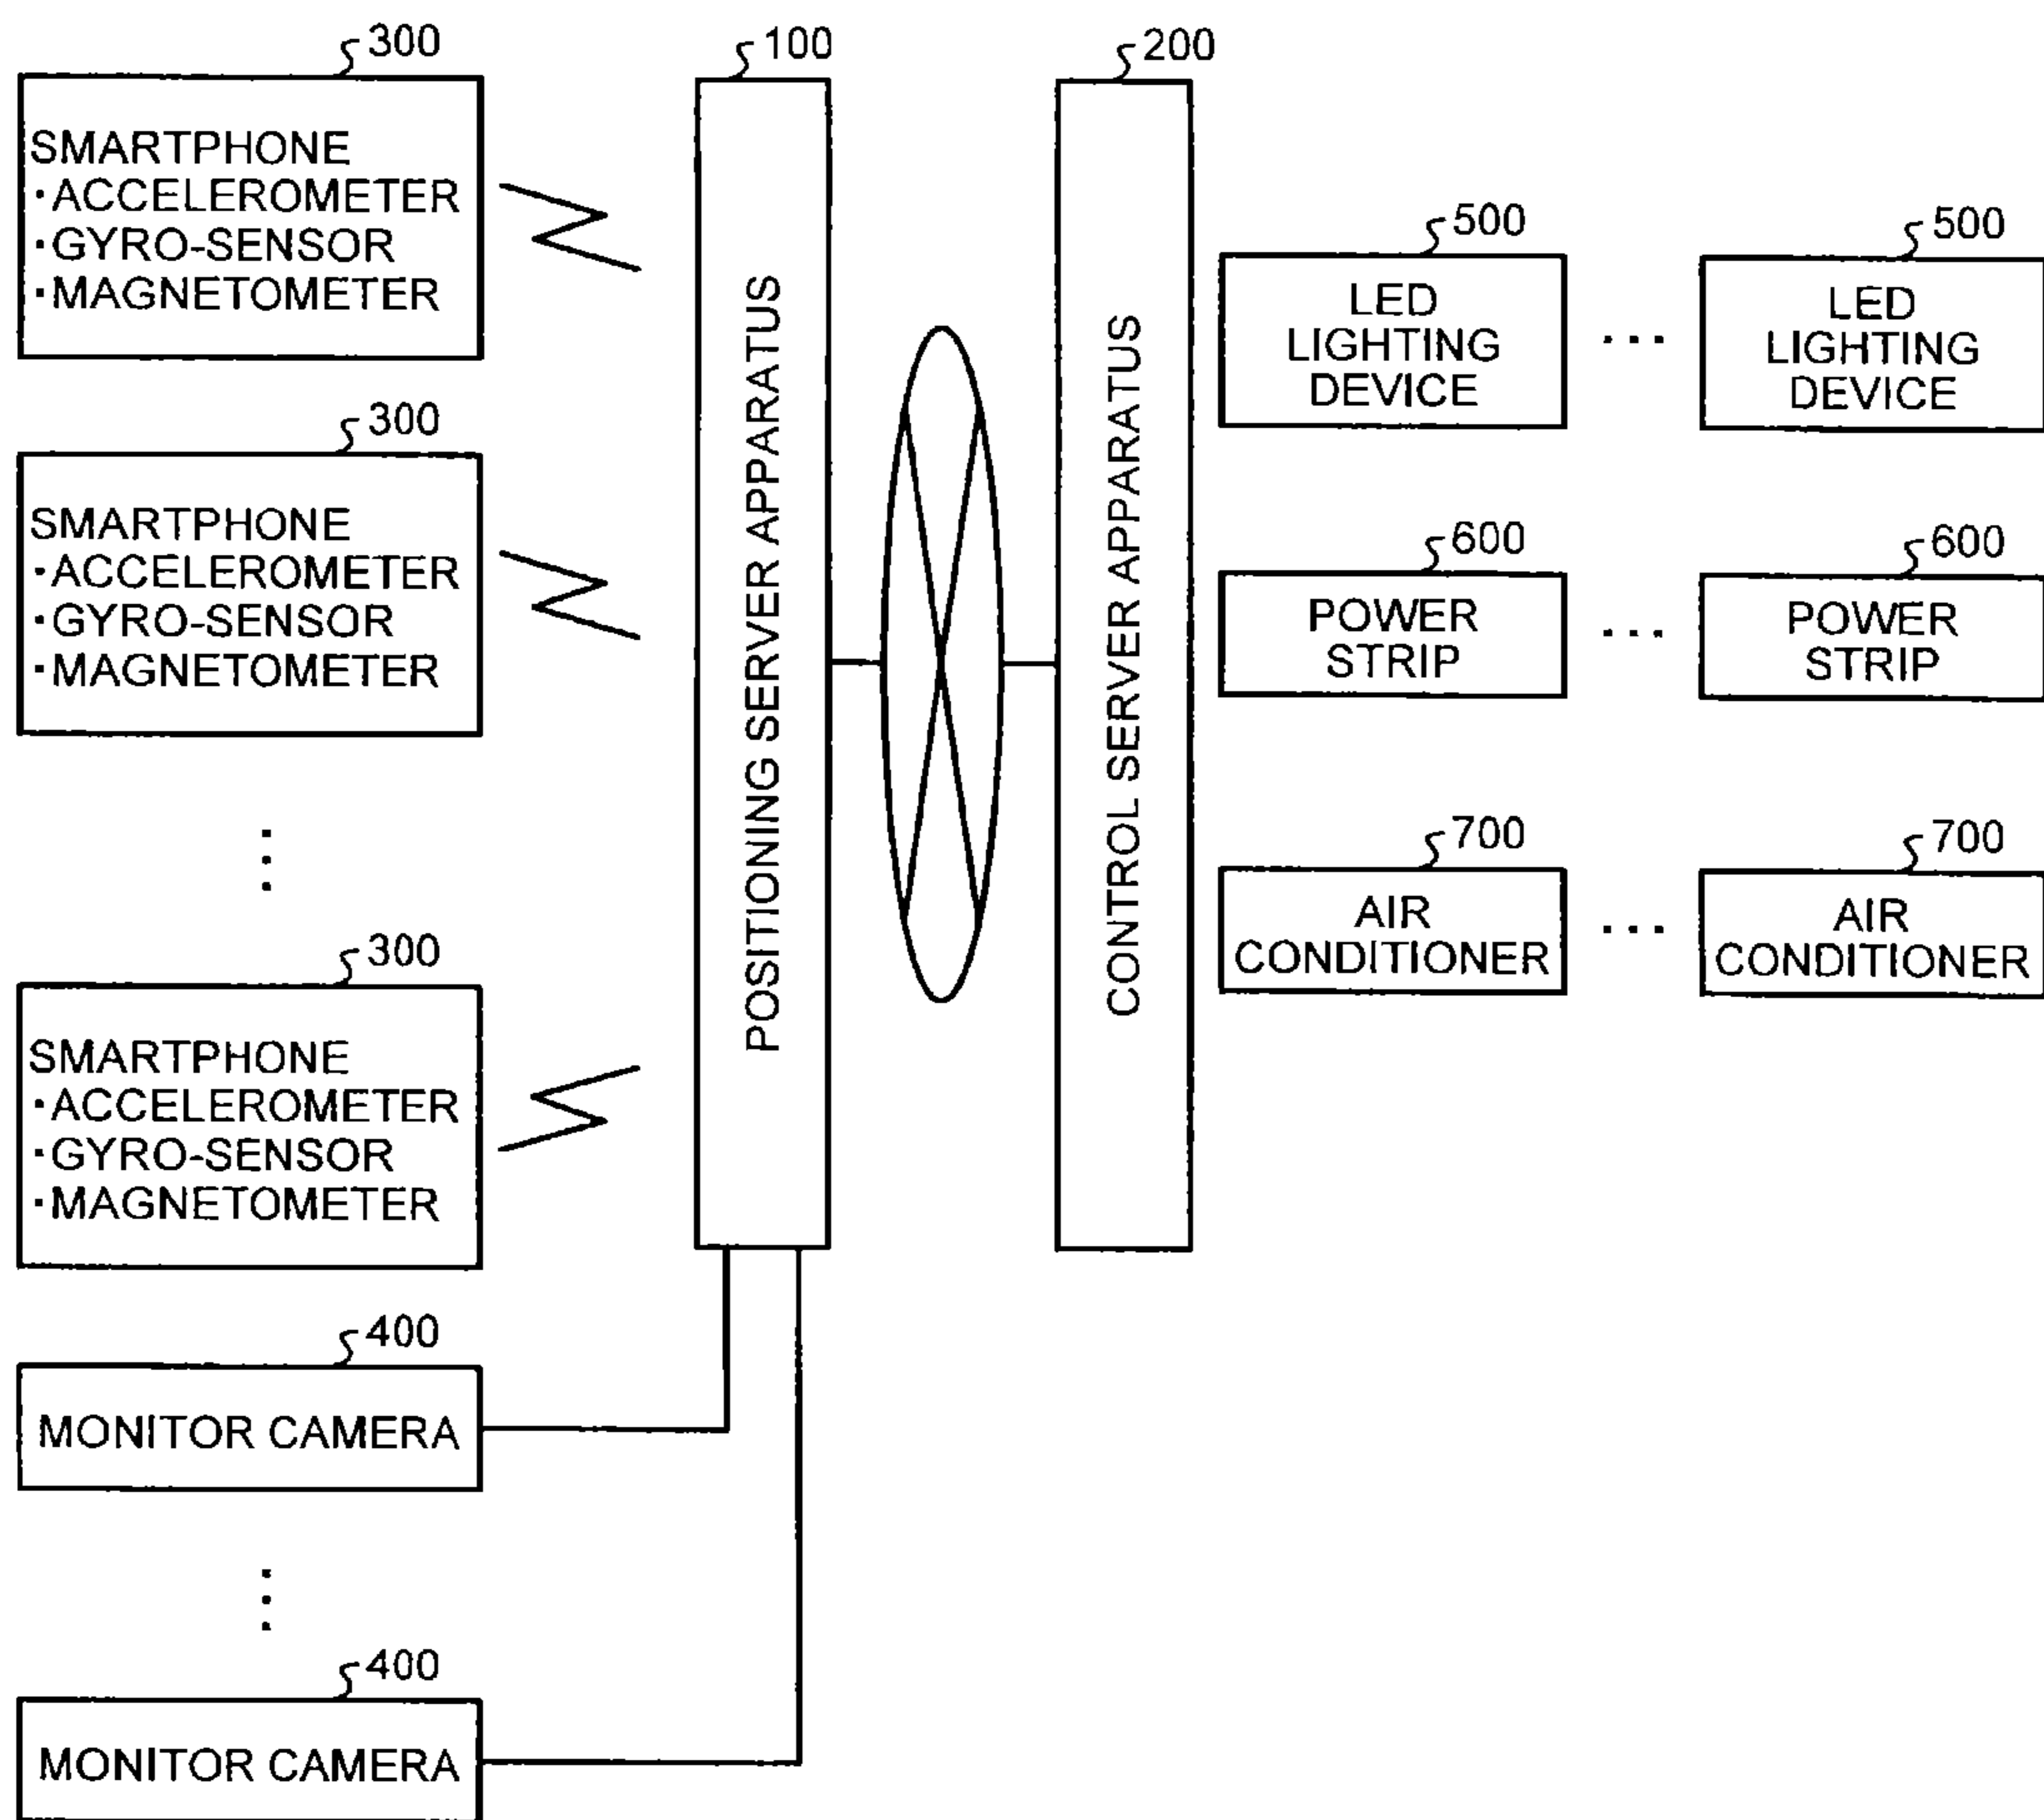 300
SMARTPHONE
·ACCELEROMETER
·GYRO-SENSOR
·MAGNETOMETER
300
SMARTPHONE
·ACCELEROMETER
·GYRO-SENSOR
·MAGNETOMETER
300
SMARTPHONE
·ACCELEROMETER
·GYRO-SENSOR
·MAGNETOMETER
400
MONITOR CAMERA
400
MONITOR CAMERA
100
POSITIONING SERVER APPARATUS
200
CONTROL SERVER APPARATUS
500
LED
LIGHTING
DEVICE
...
500
LED
LIGHTING
DEVICE
600
POWER
STRIP
...
600
POWER
STRIP
700
AIR
CONDITIONER
...
700
AIR
CONDITIONER